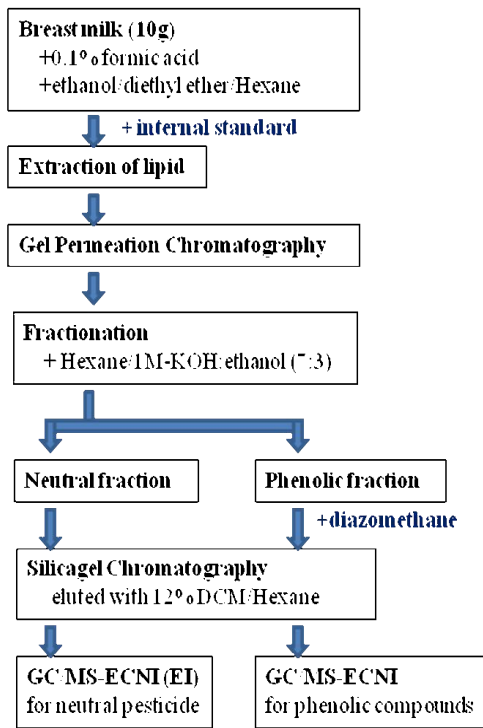 Breast milk (10g)
+0.1% formic acid
+ethanol/diethyl ether/Hexane
+ internal standard
Extraction of lipid
Gel Permeation Chromatography
Fractionation
+ Hexane/1M-KOH:ethanol (7:3)
Neutral fraction
Phenolic fraction
+diazomethane
Silicagel Chromatography
eluted with 12% DCM/Hexane
GC/MS-ECNI (EI)
for neutral pesticide
GC/MS-ECNI
for phenolic compounds